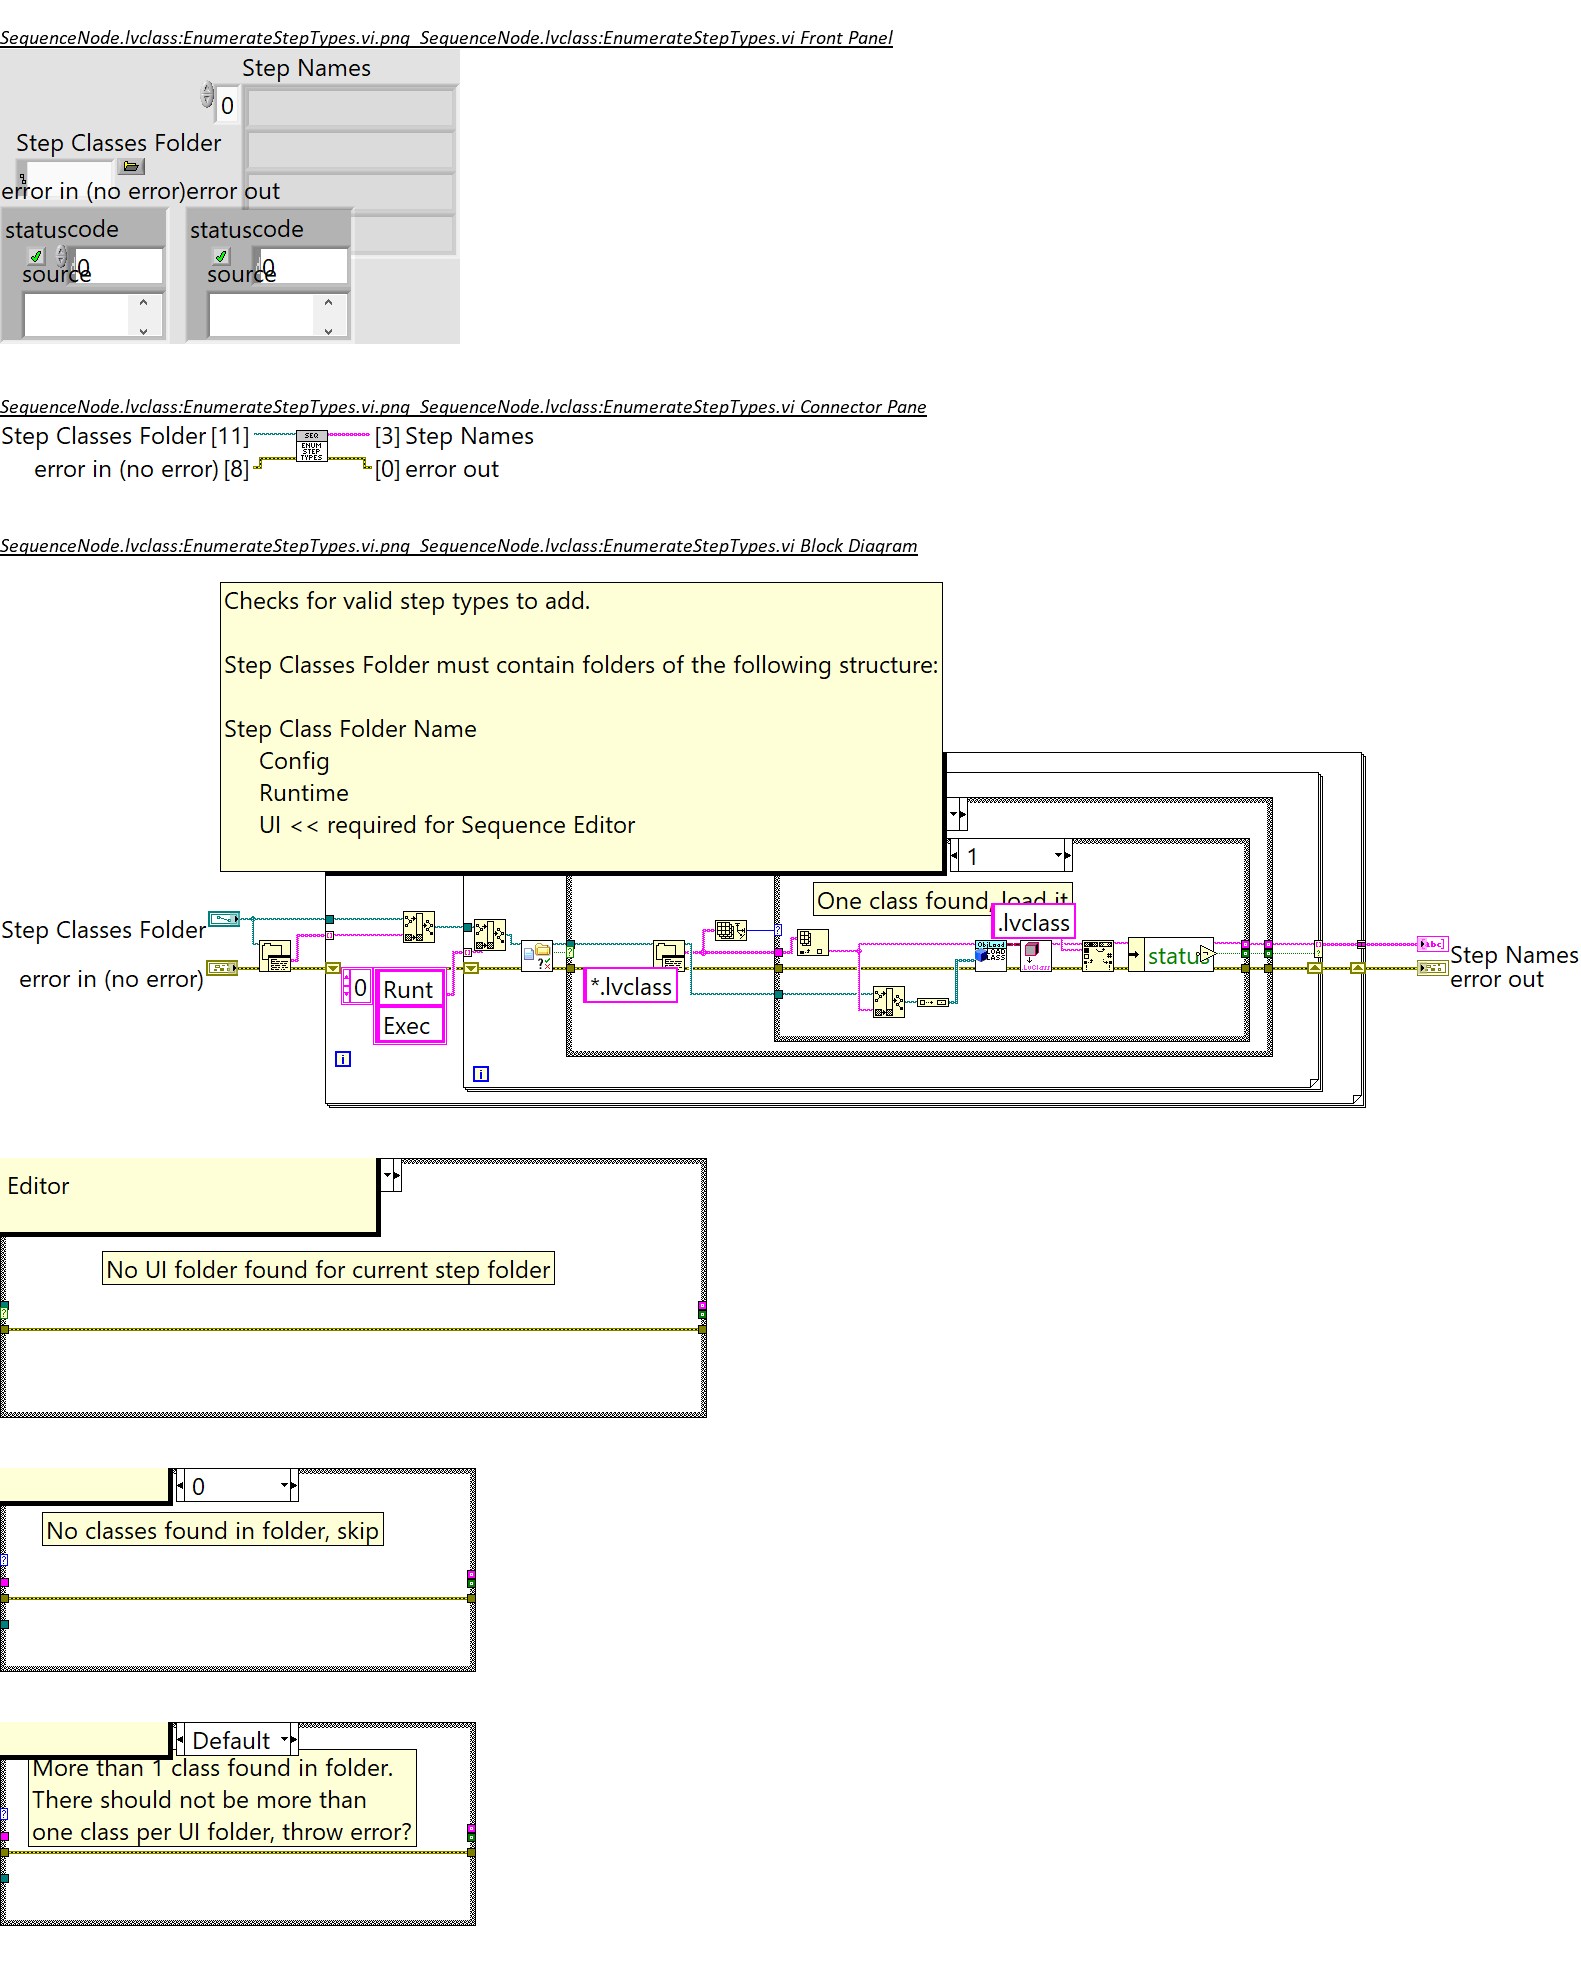 SequenceNode.lvclass:EnumerateStepTypes.vi.png SequenceNode.lvclass:EnumerateStepTypes.vi Front Panel
Step Names
0
Step Classes Folder
error in (no error)
error out
status
code
0
source
status
code
0
source
SequenceNode.lvclass:EnumerateStepTypes.vi.png SequenceNode.lvclass:EnumerateStepTypes.vi Connector Pane
Step Classes Folder [11]
[3] Step Names
error in (no error) [8]
[0] error out
SEQ
ENUM
STEP
TYPES
SequenceNode.lvclass:EnumerateStepTypes.vi.png SequenceNode.lvclass:EnumerateStepTypes.vi Block Diagram
Checks for valid step types to add.
Step Classes Folder must contain folders of the following structure:
Step Class Folder Name
Config
Runtime
UI << required for Sequence Editor
1
One class found, load it
.lvclass
Step Classes Folder
error in (no error)
0
Runt
Exec
*.lvclass
status
Step Names
error out
i
i
Editor
No UI folder found for current step folder
0
No classes found in folder, skip
Default
More than 1 class found in folder.
There should not be more than
one class per UI folder, throw error?